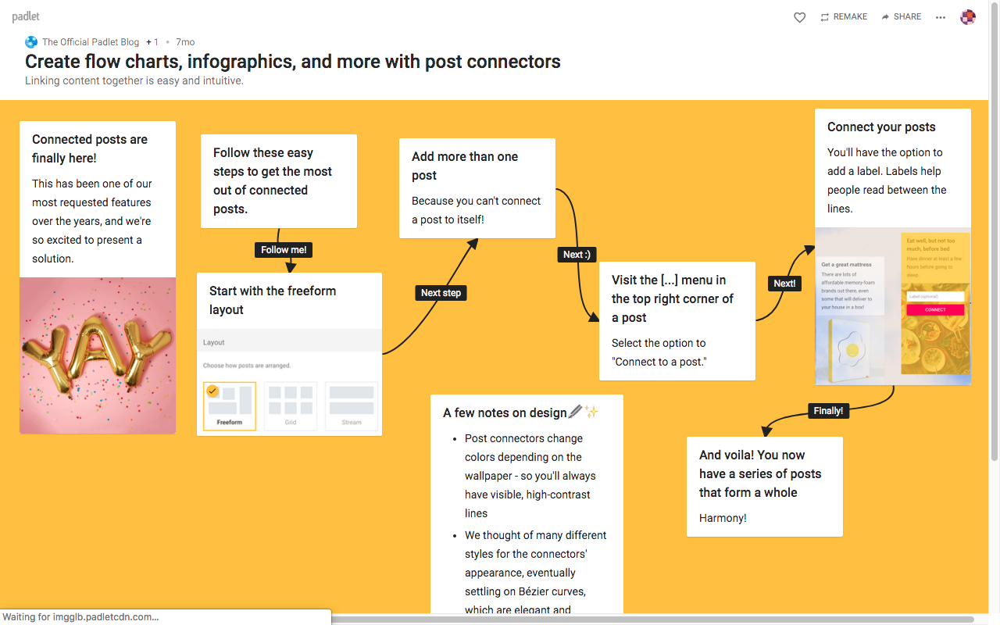 padlet
REMAKE
SHARE
The Official Padlet Blog + 1 • 7mo
Create flow charts, infographics, and more with post connectors
Linking content together is easy and intuitive.
Connected posts are
finally here!
This has been one of our
most requested features
over the years, and we're
so excited to present a
solution.
YAY
Follow these easy
steps to get the most
out of connected
posts.
Follow me!
Start with the freeform
layout
Layout
Choose how posts are arranged.
Freeform
Grid
Stream
Next step
Add more than one
post
Because you can't connect
a post to itself!
Next :)
Visit the [...] menu in
the top right corner of
a post
Select the option to
"Connect to a post."
Next!
Connect your posts
You'll have the option to
add a label. Labels help
people read between the
lines.
Eat well, but not too
much, before bed
Have dinner at least a few
hours before going to
sleep.
Get a great mattress
There are lots of
affordable memory-foam
brands out there, even
some that will deliver to
your house in a box!
Label (optional)
CONNECT
Finally!
And voila! You now
have a series of posts
that form a whole
Harmony!
A few notes on design🖋️✨
• Post connectors change
colors depending on the
wallpaper - so you'll always
have visible, high-contrast
lines
• We thought of many different
styles for the connectors'
appearance, eventually
settling on Bézier curves,
which are elegant and
Waiting for imgglb.padletcdn.com...